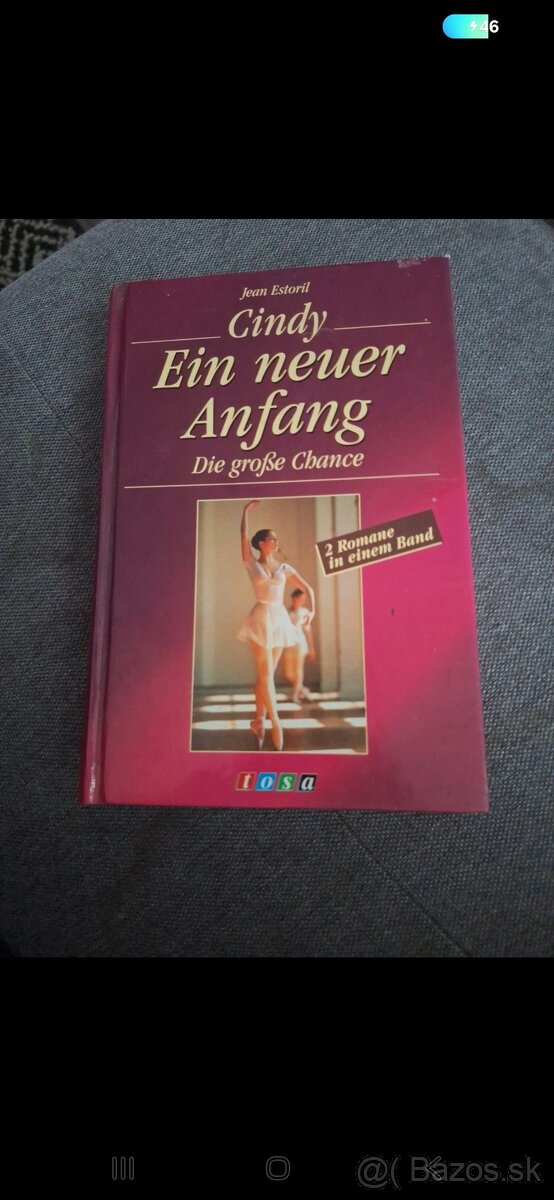 46
Jean Estoril
Cindy
Ein neuer
Anfang
Die große Chance
2 Romane
in einem Band
tosa
@( Bazos.sk